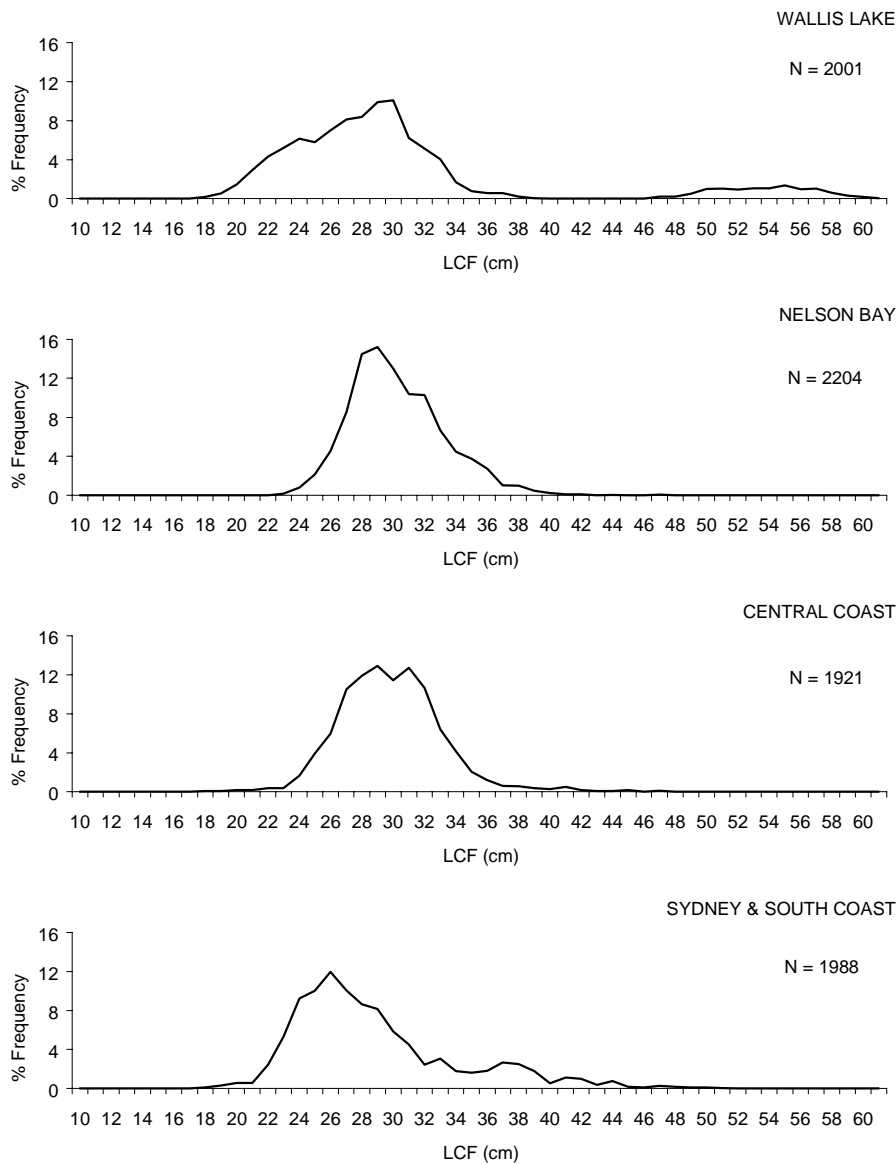 WALLIS LAKE
N = 2001
% Frequency
16
12
8
4
0
10 12 14 16 18 20 22 24 26 28 30 32 34 36 38 40 42 44 46 48 50 52 54 56 58 60
LCF (cm)
NELSON BAY
N = 2204
% Frequency
16
12
8
4
0
10 12 14 16 18 20 22 24 26 28 30 32 34 36 38 40 42 44 46 48 50 52 54 56 58 60
LCF (cm)
CENTRAL COAST
N = 1921
% Frequency
16
12
8
4
0
10 12 14 16 18 20 22 24 26 28 30 32 34 36 38 40 42 44 46 48 50 52 54 56 58 60
LCF (cm)
SYDNEY & SOUTH COAST
N = 1988
% Frequency
16
12
8
4
0
10 12 14 16 18 20 22 24 26 28 30 32 34 36 38 40 42 44 46 48 50 52 54 56 58 60
LCF (cm)